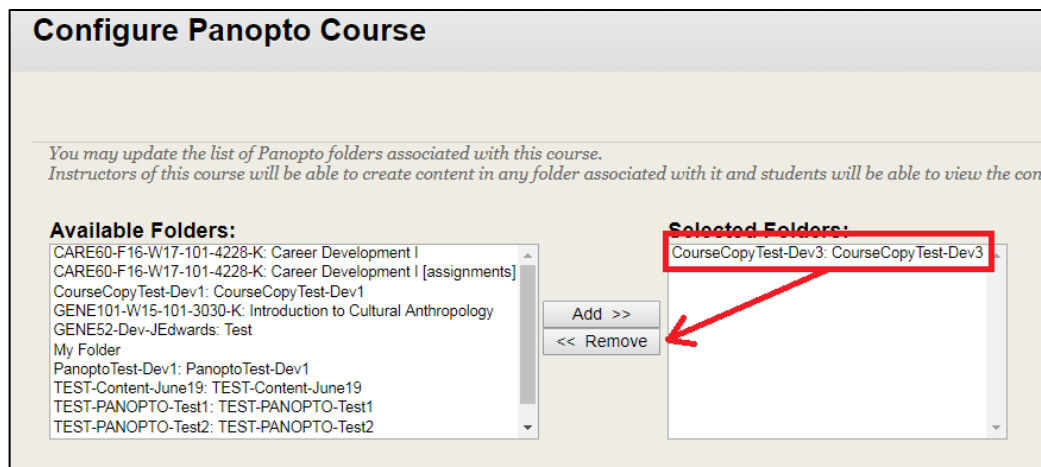 Configure Panopto Course
You may update the list of Panopto folders associated with this course.
Instructors of this course will be able to create content in any folder associated with it and students will be able to view the con
Available Folders:
CARE60-F16-W17-101-4228-K: Career Development I
CARE60-F16-W17-101-4228-K: Career Development I [assignments]
CourseCopyTest-Dev1: CourseCopyTest-Dev1
GENE101-W15-101-3030-K: Introduction to Cultural Anthropology
GENE52-Dev-JEdwards: Test
My Folder
PanoptoTest-Dev1: PanoptoTest-Dev1
TEST-Content-June19: TEST-Content-June19
TEST-PANOPTO-Test1: TEST-PANOPTO-Test1
TEST-PANOPTO-Test2: TEST-PANOPTO-Test2
Add >>
<< Remove
Selected Folders:
CourseCopyTest-Dev3: CourseCopyTest-Dev3